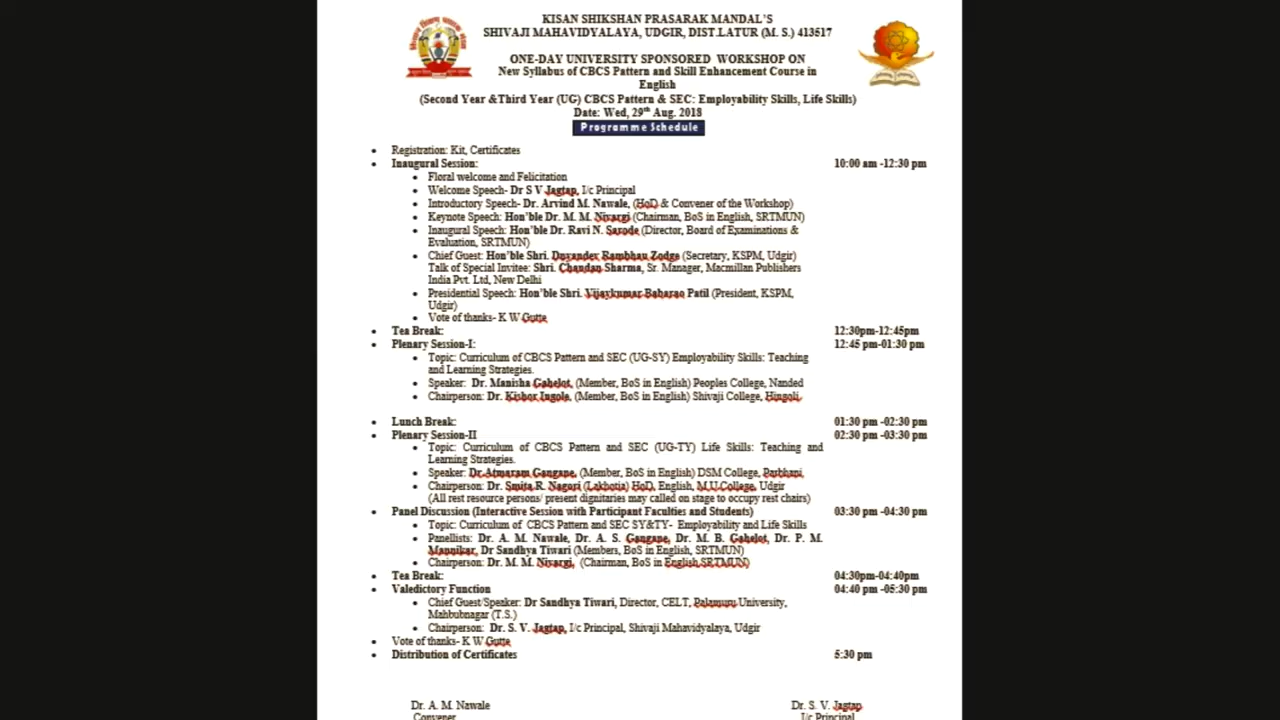 KISAN SHIKSHAN PRASARAK MANDAL'S
SHIVAJI MAHAVIDYALAYA, UDGIR, DIST.LATUR (M. S.) 413517
ONE-DAY UNIVERSITY SPONSORED WORKSHOP ON
New Syllabus of CBCS Pattern and Skill Enhancement Course in
English
(Second Year &Third Year (UG) CBCS Pattern & SEC: Employability Skills, Life Skills)
Date: Wed, 29th Aug. 2018
Programme Schedule
• Registration: Kit, Certificates
• Inaugural Session: 10:00 am -12:30 pm
• Floral welcome and Felicitation
• Welcome Speech- Dr S V Jagtap, I/c Principal
• Introductory Speech- Dr. Arvind M. Nawale, (HoD & Convener of the Workshop)
• Keynote Speech: Hon'ble Dr. M. M. Nivargi (Chairman, BoS in English, SRTMUN)
• Inaugural Speech: Hon'ble Dr. Ravi N. Sarode (Director, Board of Examinations &
Evaluation, SRTMUN)
• Chief Guest: Hon'ble Shri. Dnyandev Rambhau Zodge (Secretary, KSPM, Udgir)
Talk of Special Invitee: Shri. Chandan Sharma, Sr. Manager, Macmillan Publishers
India Pvt. Ltd, New Delhi
• Presidential Speech: Hon'ble Shri. Vijaykumar Babarao Patil (President, KSPM,
Udgir)
• Vote of thanks- K W Gutte
• Tea Break: 12:30pm-12:45pm
• Plenary Session-I: 12:45 pm-01:30 pm
• Topic: Curriculum of CBCS Pattern and SEC (UG-SY) Employability Skills: Teaching
and Learning Strategies.
• Speaker: Dr. Manisha Gahelot, (Member, BoS in English) Peoples College, Nanded
• Chairperson: Dr. Kishor Ingole, (Member, BoS in English) Shivaji College, Hingoli.
• Lunch Break: 01:30 pm -02:30 pm
• Plenary Session-II 02:30 pm -03:30 pm
• Topic: Curriculum of CBCS Pattern and SEC (UG-TY) Life Skills: Teaching and
Learning Strategies.
• Speaker: Dr.Atmaram Gangane, (Member, BoS in English) DSM College, Parbhani.
• Chairperson: Dr. Smita R. Nagori (Lakhotia) HoD, English, M.U.College, Udgir
(All rest resource persons/ present dignitaries may called on stage to occupy rest chairs)
• Panel Discussion (Interactive Session with Participant Faculties and Students) 03:30 pm -04:30 pm
• Topic: Curriculum of CBCS Pattern and SEC SY&TY- Employability and Life Skills
• Panellists: Dr. A. M. Nawale, Dr. A. S. Gangane, Dr. M. B. Gahelot, Dr. P. M.
Mannikar, Dr Sandhya Tiwari (Members, BoS in English, SRTMUN)
• Chairperson: Dr. M. M. Nivargi, (Chairman, BoS in English,SRTMUN)
• Tea Break: 04:30pm-04:40pm
• Valedictory Function 04:40 pm -05:30 pm
• Chief Guest/Speaker: Dr Sandhya Tiwari, Director, CELT, Palamuru University,
Mahbubnagar (T.S.)
• Chairperson: Dr. S. V. Jagtap, I/c Principal, Shivaji Mahavidyalaya, Udgir
• Vote of thanks- K W Gutte
• Distribution of Certificates 5:30 pm
Dr. A. M. Nawale Dr. S. V. Jagtap
Convener I/c Principal